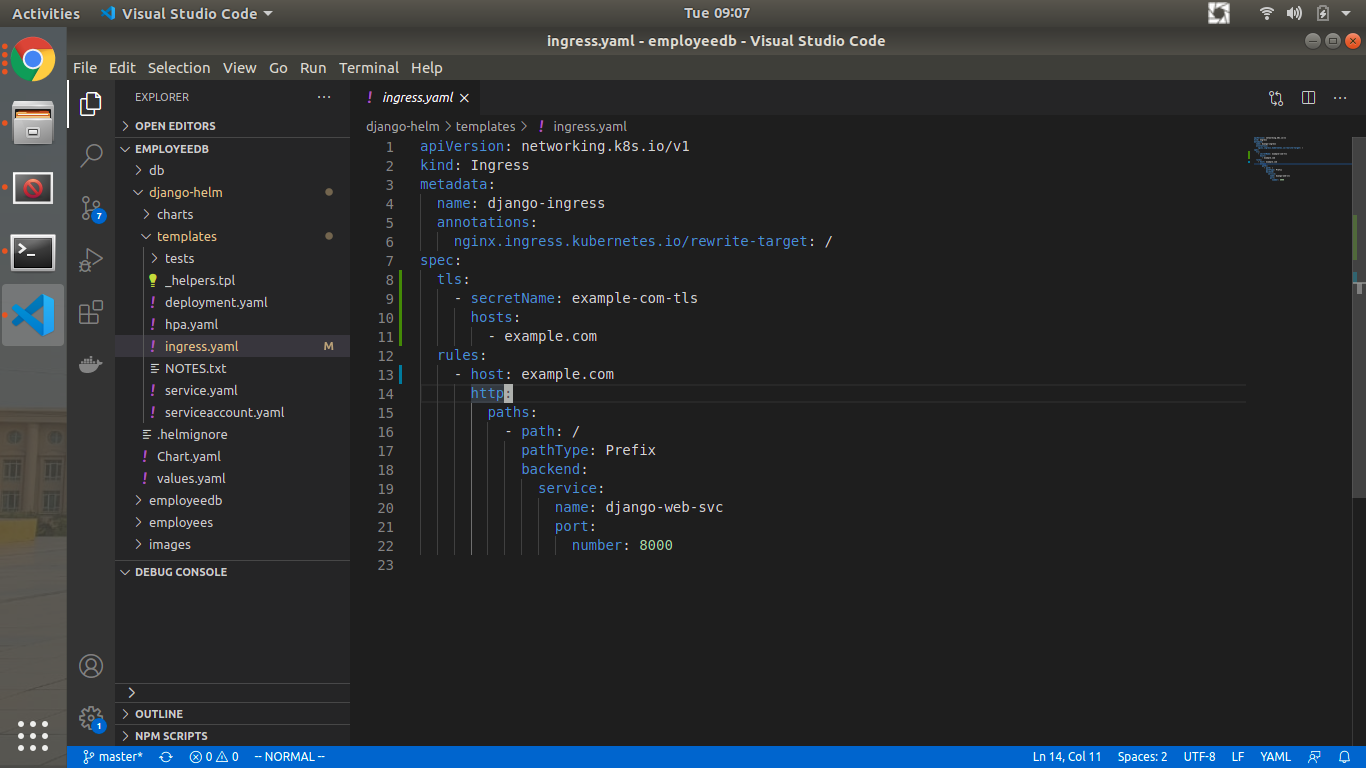 Activities
Visual Studio Code
Tue 09:07
ingress.yaml - employeedb - Visual Studio Code
File Edit Selection View Go Run Terminal Help
EXPLORER
OPEN EDITORS
EMPLOYEEDB
db
django-helm
charts
templates
tests
_helpers.tpl
! deployment.yaml
! hpa.yaml
! ingress.yaml M
NOTES.txt
! service.yaml
! serviceaccount.yaml
.helmignore
! Chart.yaml
! values.yaml
employeedb
employees
images
DEBUG CONSOLE
OUTLINE
NPM SCRIPTS
7
1
! ingress.yaml
django-helm > templates > ! ingress.yaml
1 apiVersion: networking.k8s.io/v1
2 kind: Ingress
3 metadata:
4 name: django-ingress
5 annotations:
6 nginx.ingress.kubernetes.io/rewrite-target: /
7 spec:
8 tls:
9 - secretName: example-com-tls
10 hosts:
11 - example.com
12 rules:
13 - host: example.com
14 http:
15 paths:
16 - path: /
17 pathType: Prefix
18 backend:
19 service:
20 name: django-web-svc
21 port:
22 number: 8000
23
master* 0 0 -- NORMAL -- Ln 14, Col 11 Spaces: 2 UTF-8 LF YAML